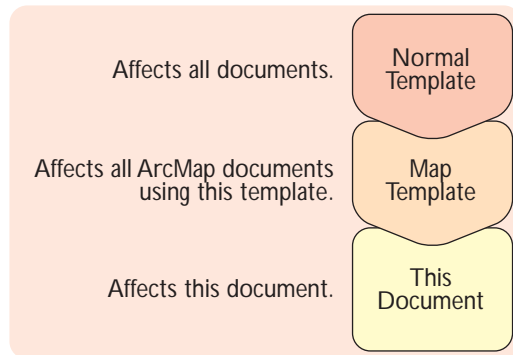 Affects all documents.
Normal
Template
Affects all ArcMap documents
using this template.
Map
Template
Affects this document.
This
Document